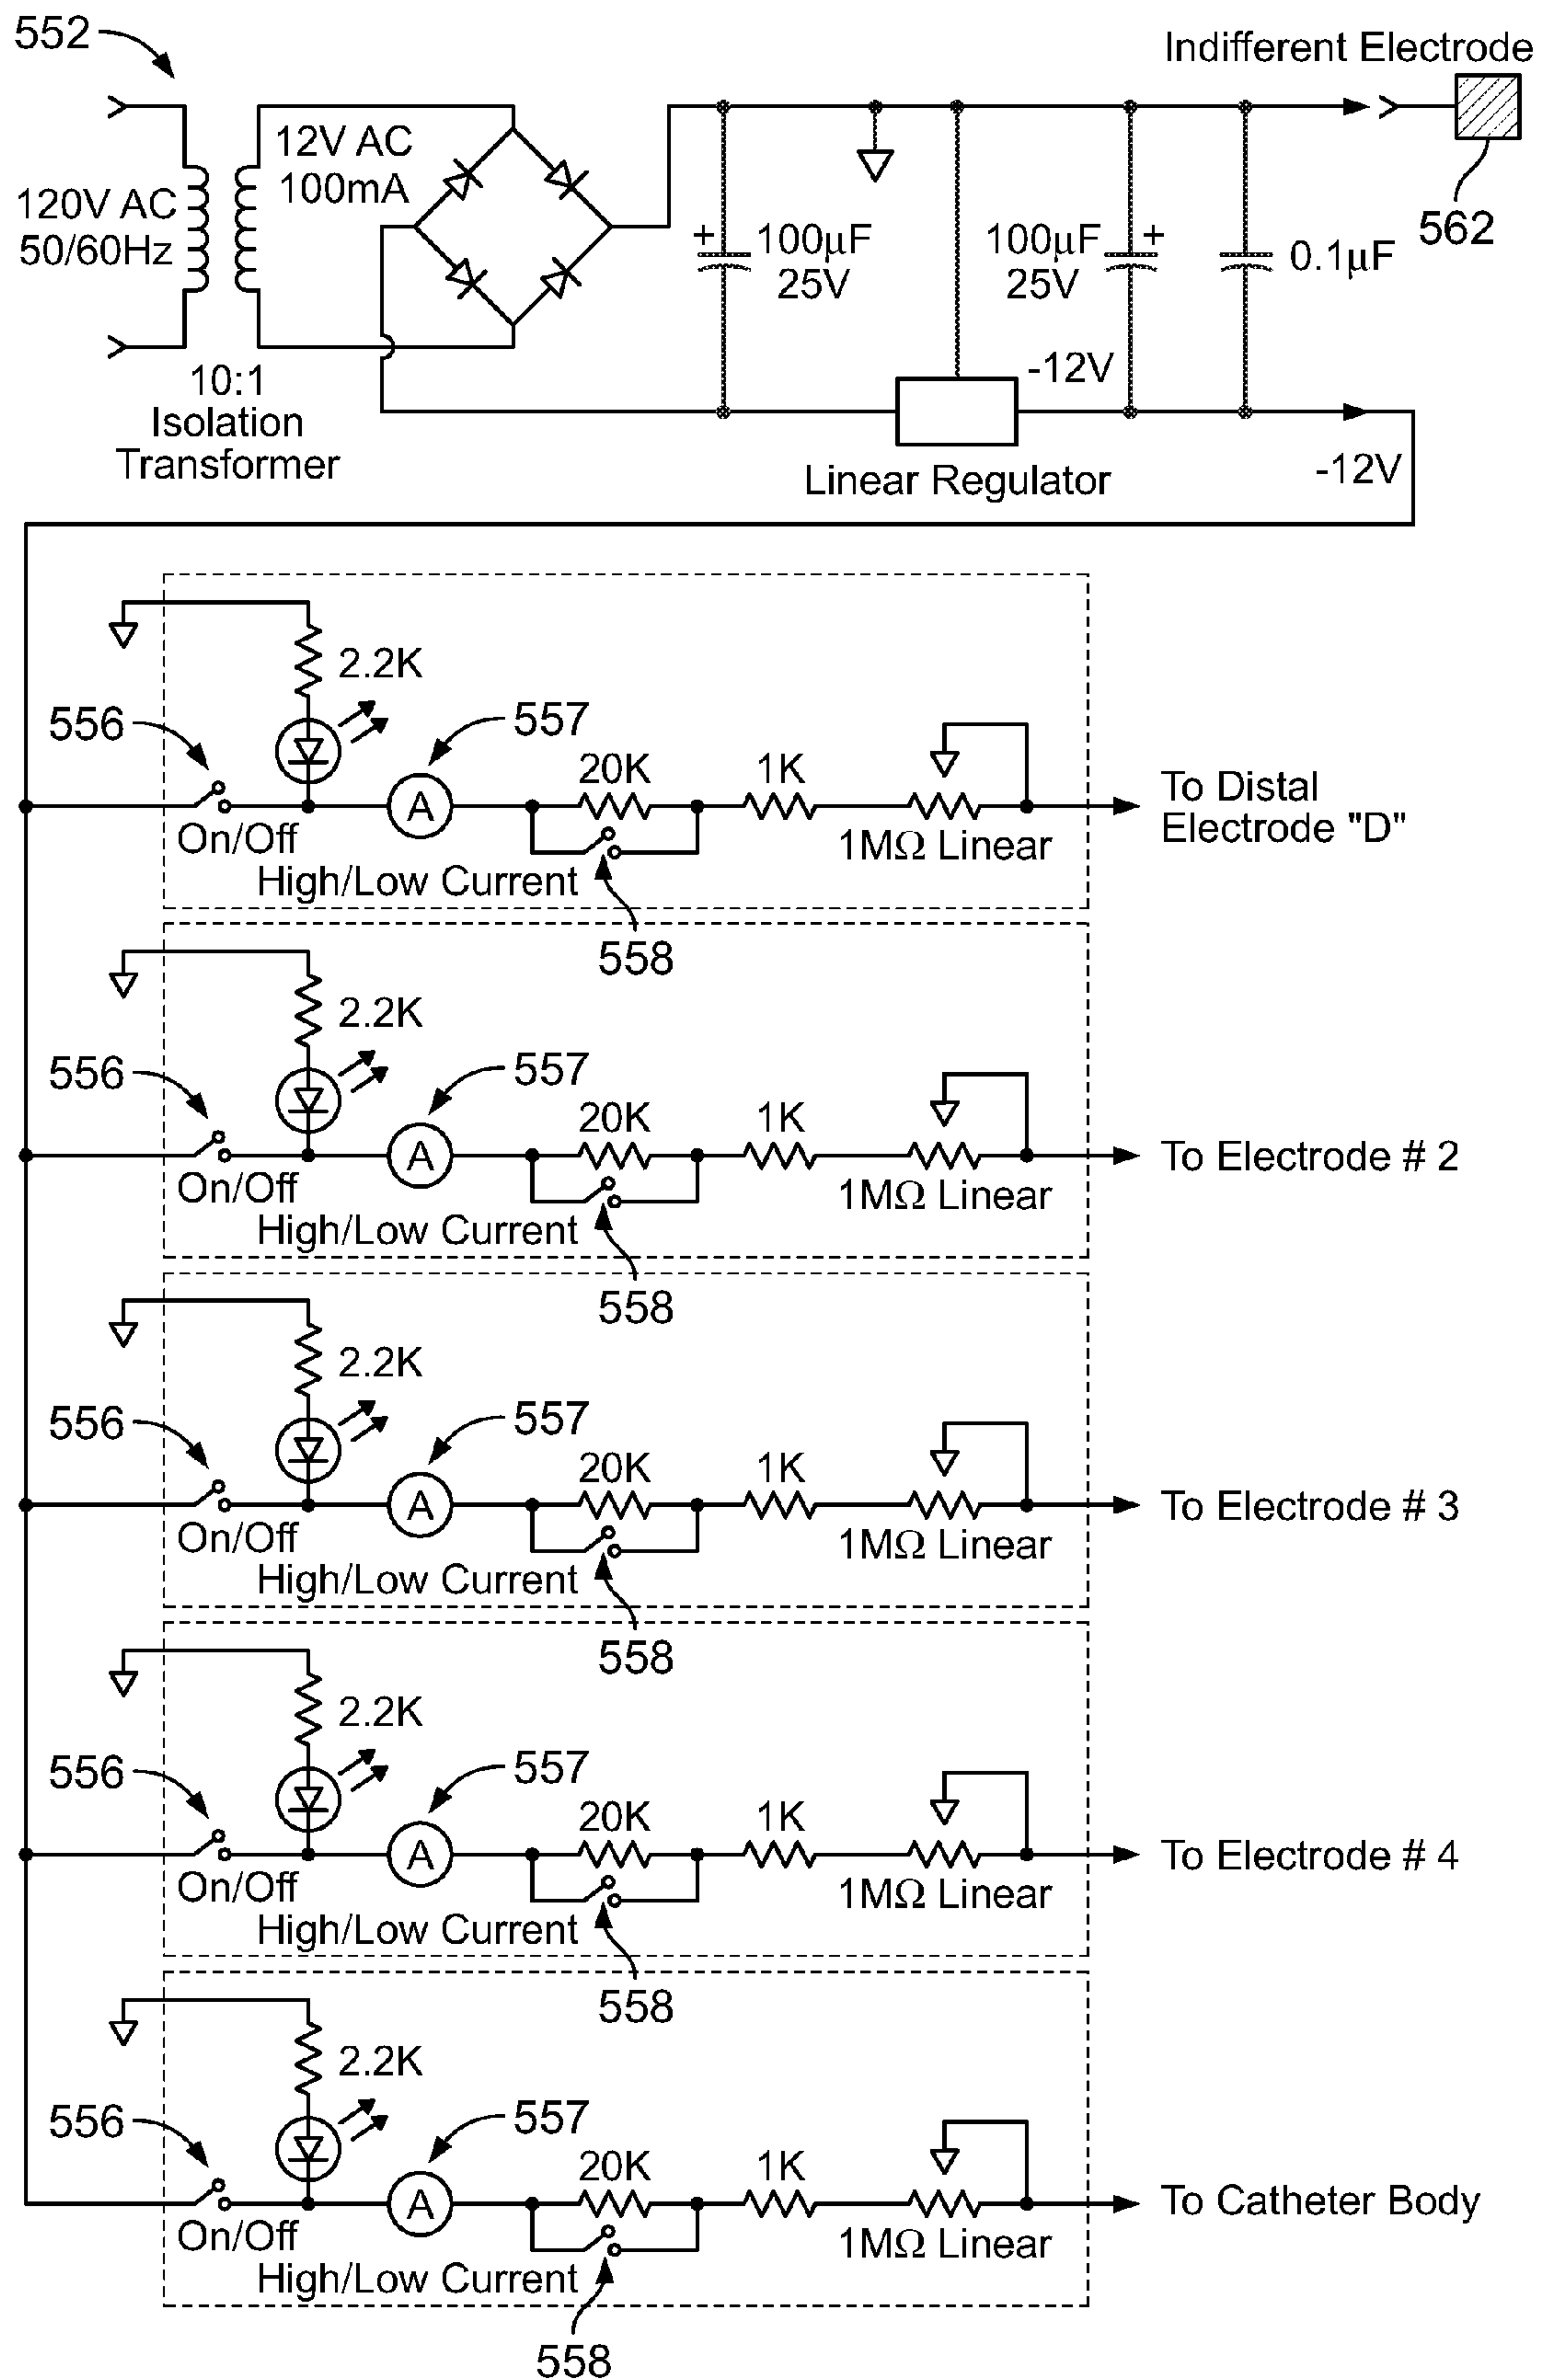 552
Indifferent Electrode
12V AC
100mA
120V AC
50/60Hz
+
100µF
25V
100µF
25V
+
0.1µF
562
10:1
Isolation
Transformer
-12V
Linear Regulator
-12V
2.2K
556
557
20K
1K
A
To Distal
Electrode "D"
On/Off
1MΩ Linear
High/Low Current
558
2.2K
556
557
20K
1K
A
To Electrode # 2
On/Off
1MΩ Linear
High/Low Current
558
2.2K
556
557
20K
1K
A
To Electrode # 3
On/Off
1MΩ Linear
High/Low Current
558
2.2K
556
557
20K
1K
A
To Electrode # 4
On/Off
1MΩ Linear
High/Low Current
558
2.2K
556
557
20K
1K
A
To Catheter Body
On/Off
1MΩ Linear
High/Low Current
558